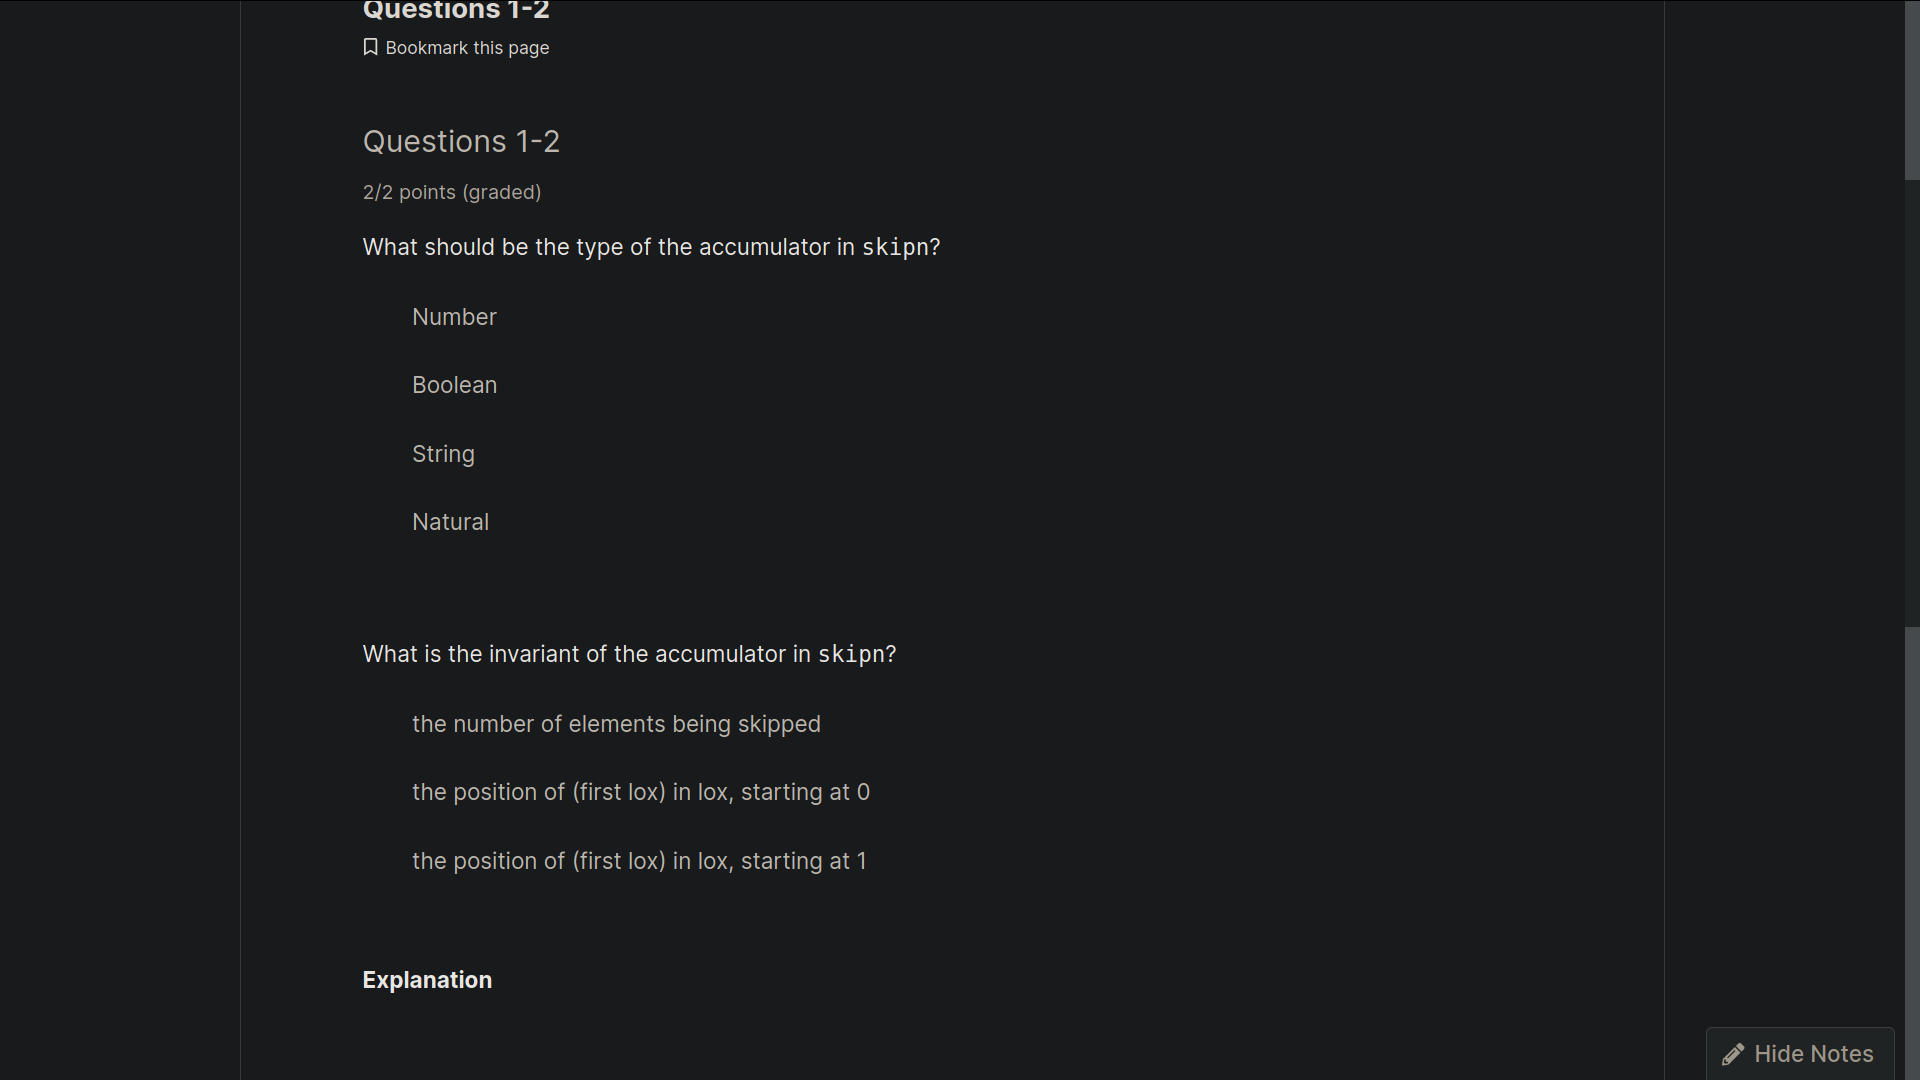 Questions 1-2
Bookmark this page
Questions 1-2
2/2 points (graded)
What should be the type of the accumulator in skipn?
Number
Boolean
String
Natural
What is the invariant of the accumulator in skipn?
the number of elements being skipped
the position of (first lox) in lox, starting at 0
the position of (first lox) in lox, starting at 1
Explanation
Hide Notes